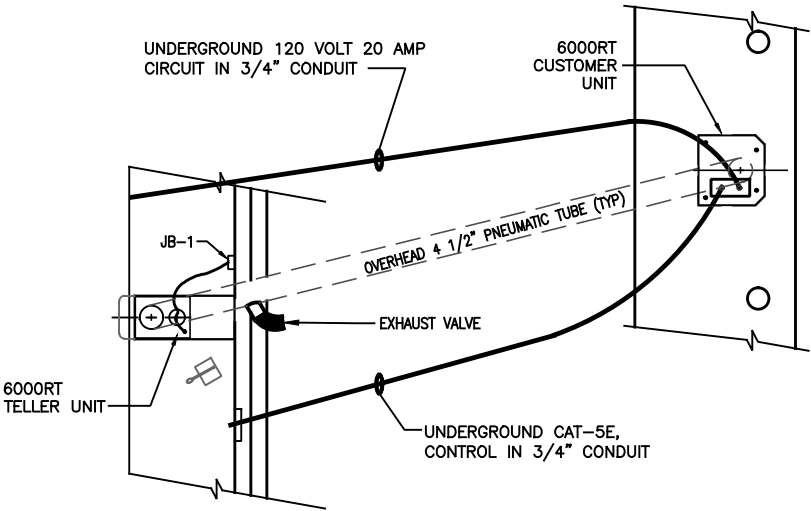 UNDERGROUND 120 VOLT 20 AMP
CIRCUIT IN 3/4" CONDUIT
6000RT
CUSTOMER
UNIT
JB-1
OVERHEAD 4 1/2" PNEUMATIC TUBE (TYP)
EXHAUST VALVE
6000RT
TELLER UNIT
UNDERGROUND CAT-5E,
CONTROL IN 3/4" CONDUIT